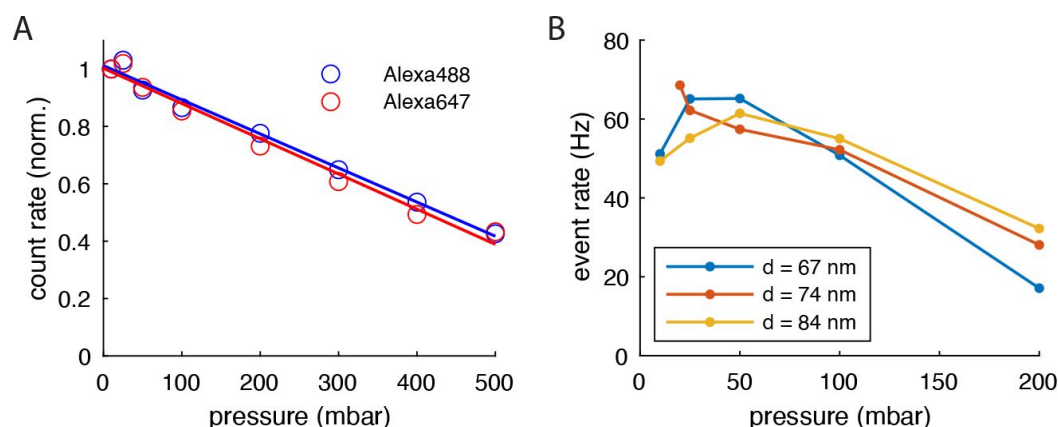 A
count rate (norm.)
1
0.8
0.6
0.4
0.2
0
0 100 200 300 400 500
pressure (mbar)
Alexa488
Alexa647
B
event rate (Hz)
80
60
40
20
0
0 50 100 150 200
pressure (mbar)
d = 67 nm
d = 74 nm
d = 84 nm